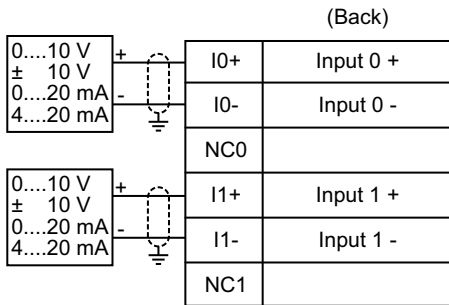 (Back)
0....10 V
± 10 V
0....20 mA
4....20 mA
+
-
I0+ Input 0 +
I0- Input 0 -
NC0
0....10 V
± 10 V
0....20 mA
4....20 mA
+
-
I1+ Input 1 +
I1- Input 1 -
NC1